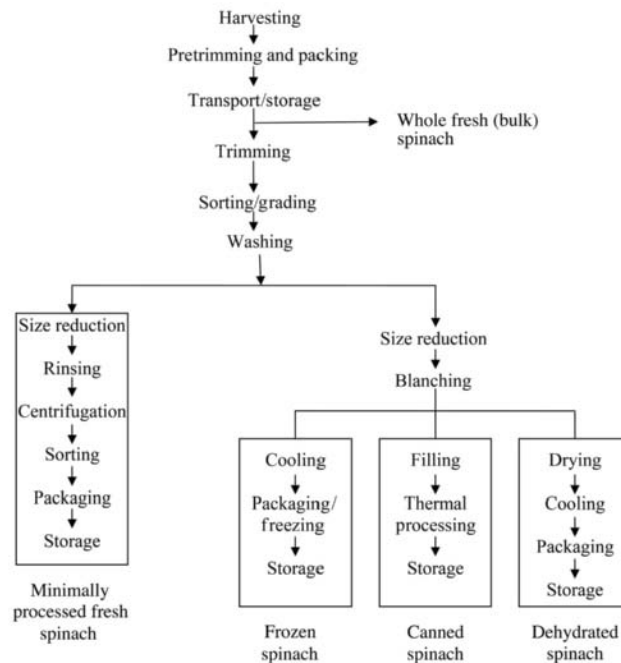 Harvesting
Pretrimming and packing
Transport/storage
Whole fresh (bulk)
spinach
Trimming
Sorting/grading
Washing
Size reduction
Rinsing
Centrifugation
Sorting
Packaging
Storage
Minimally
processed fresh
spinach
Size reduction
Blanching
Cooling
Packaging/
freezing
Storage
Frozen
spinach
Filling
Thermal
processing
Storage
Canned
spinach
Drying
Cooling
Packaging
Storage
Dehydrated
spinach